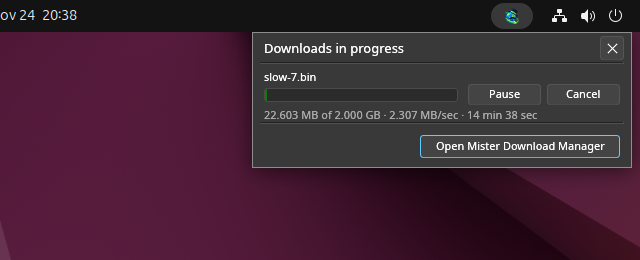 ov 24 20:38
Downloads in progress
slow-7.bin
Pause
Cancel
22.603 MB of 2.000 GB · 2.307 MB/sec · 14 min 38 sec
Open Mister Download Manager